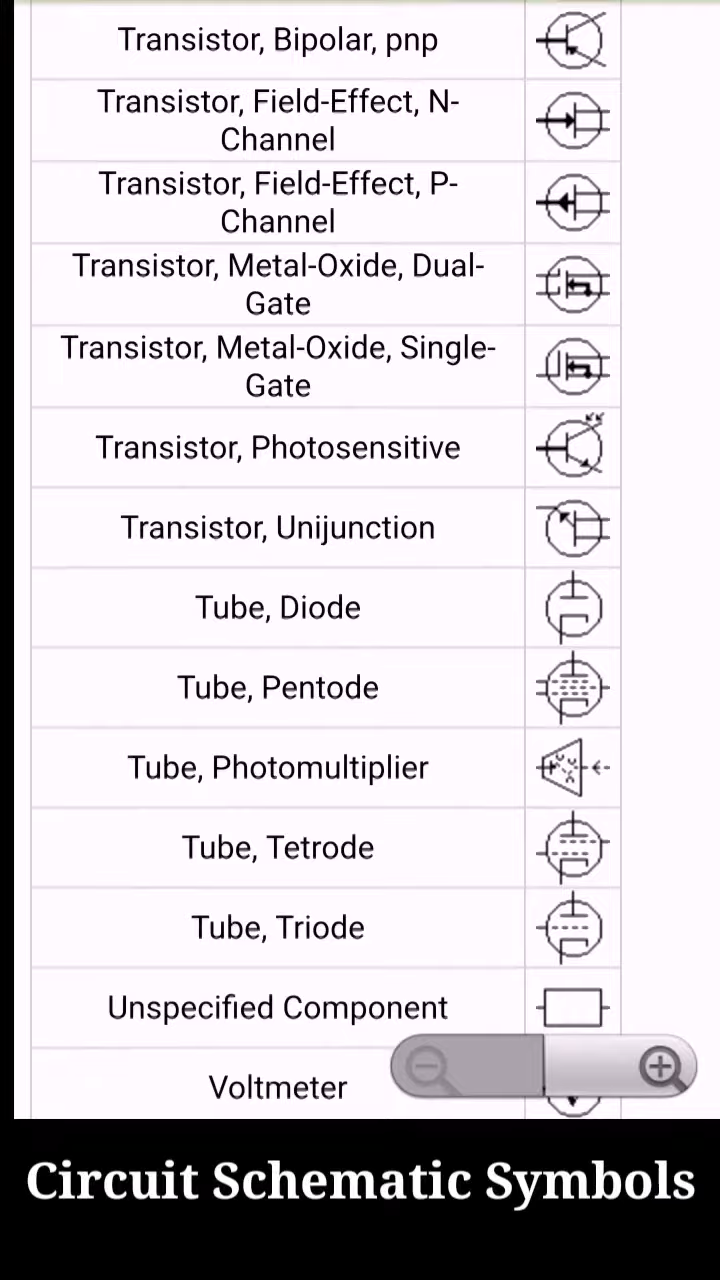 Transistor, Bipolar, pnp
Transistor, Field-Effect, N-
Channel
Transistor, Field-Effect, P-
Channel
Transistor, Metal-Oxide, Dual-
Gate
Transistor, Metal-Oxide, Single-
Gate
Transistor, Photosensitive
Transistor, Unijunction
Tube, Diode
Tube, Pentode
Tube, Photomultiplier
Tube, Tetrode
Tube, Triode
Unspecified Component
Voltmeter
Circuit Schematic Symbols